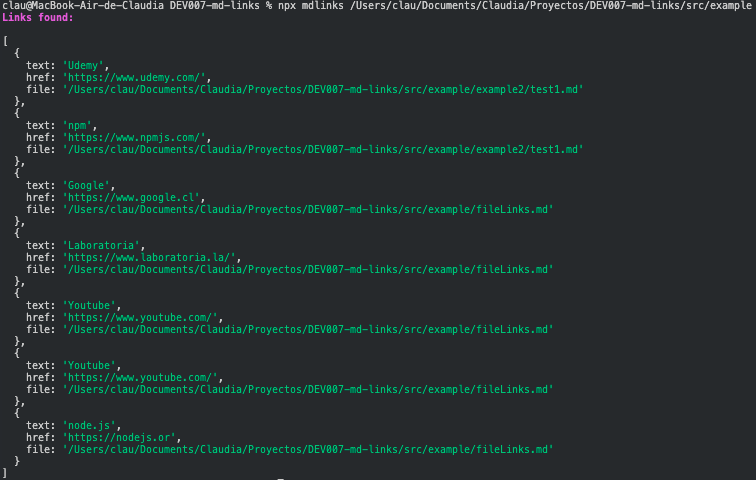 clau@MacBook-Air-de-Claudia DEV007-md-links % npx mdlinks /Users/clau/Documents/Claudia/Proyectos/DEV007-md-links/src/example
Links found:
[
  {
    text: 'Udemy',
    href: 'https://www.udemy.com/',
    file: '/Users/clau/Documents/Claudia/Proyectos/DEV007-md-links/src/example/example2/test1.md'
  },
  {
    text: 'npm',
    href: 'https://www.npmjs.com/',
    file: '/Users/clau/Documents/Claudia/Proyectos/DEV007-md-links/src/example/example2/test1.md'
  },
  {
    text: 'Google',
    href: 'https://www.google.cl',
    file: '/Users/clau/Documents/Claudia/Proyectos/DEV007-md-links/src/example/fileLinks.md'
  },
  {
    text: 'Laboratoria',
    href: 'https://www.laboratoria.la/',
    file: '/Users/clau/Documents/Claudia/Proyectos/DEV007-md-links/src/example/fileLinks.md'
  },
  {
    text: 'Youtube',
    href: 'https://www.youtube.com/',
    file: '/Users/clau/Documents/Claudia/Proyectos/DEV007-md-links/src/example/fileLinks.md'
  },
  {
    text: 'Youtube',
    href: 'https://www.youtube.com/',
    file: '/Users/clau/Documents/Claudia/Proyectos/DEV007-md-links/src/example/fileLinks.md'
  },
  {
    text: 'node.js',
    href: 'https://nodejs.or',
    file: '/Users/clau/Documents/Claudia/Proyectos/DEV007-md-links/src/example/fileLinks.md'
  }
]